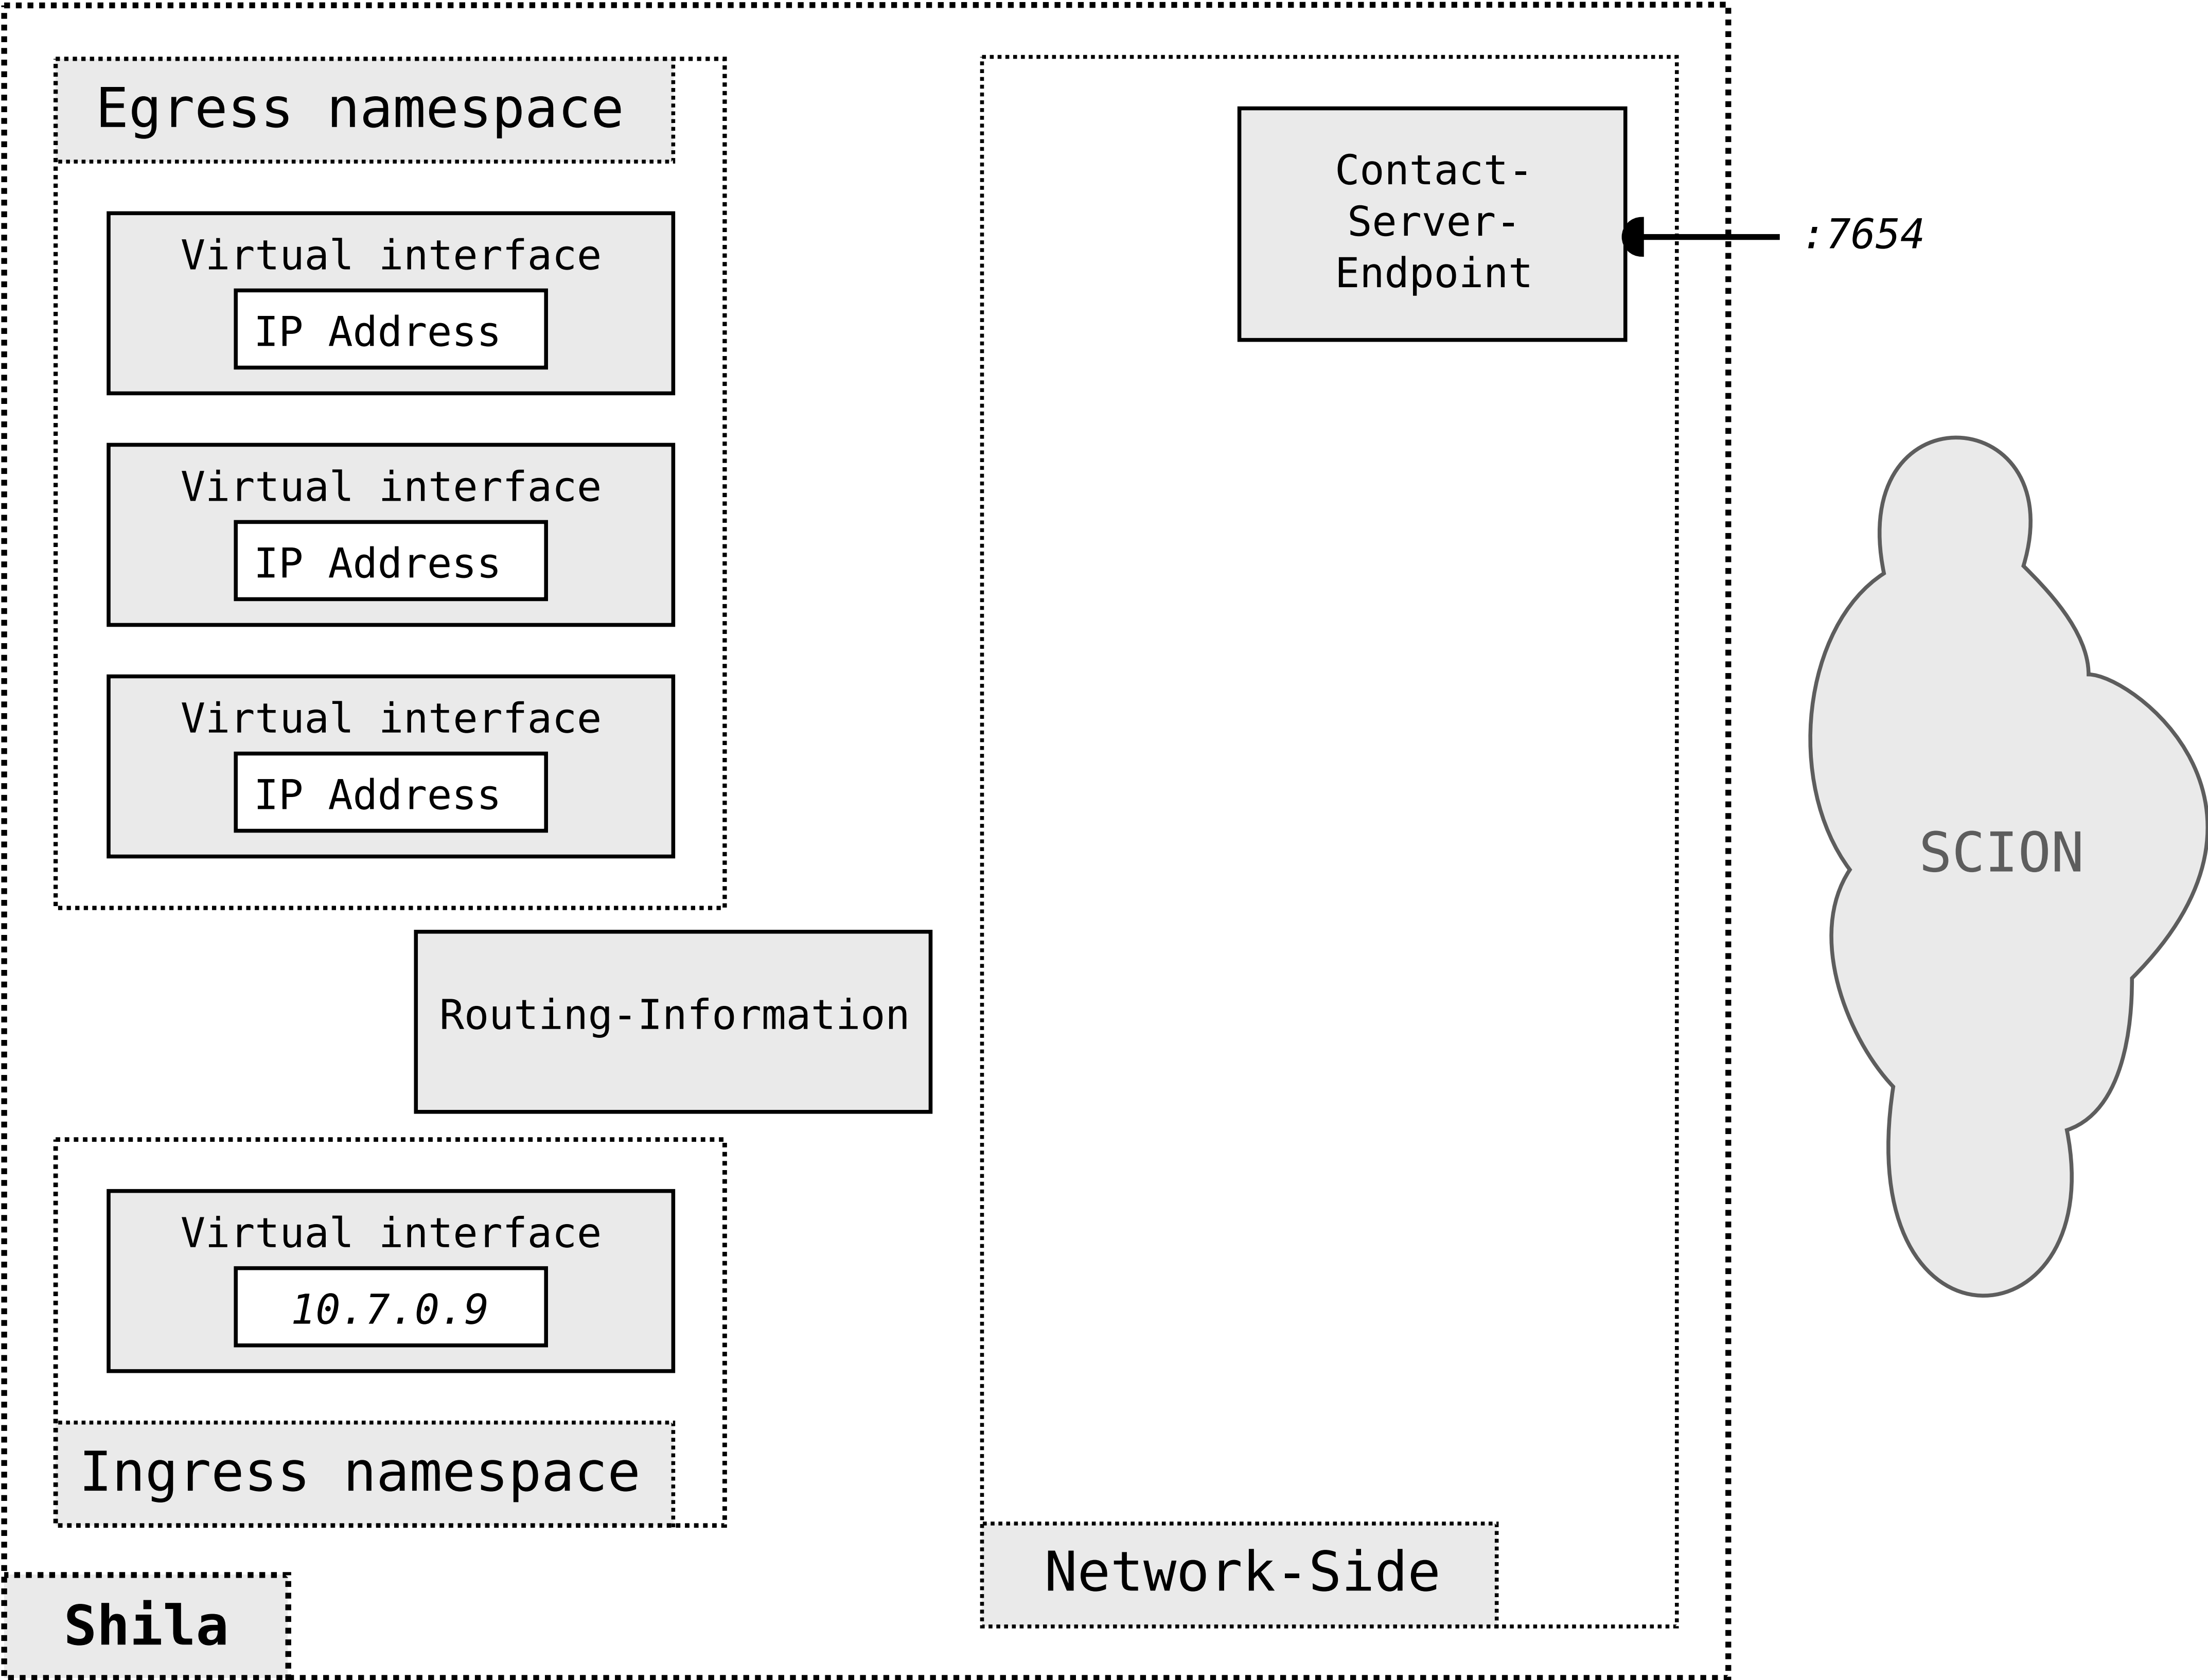 Egress namespace
Virtual interface
IP Address
Virtual interface
IP Address
Virtual interface
IP Address
Routing-Information
Virtual interface
10.7.0.9
Ingress namespace
Shila
Contact-
Server-
Endpoint
:7654
Network-Side
SCION